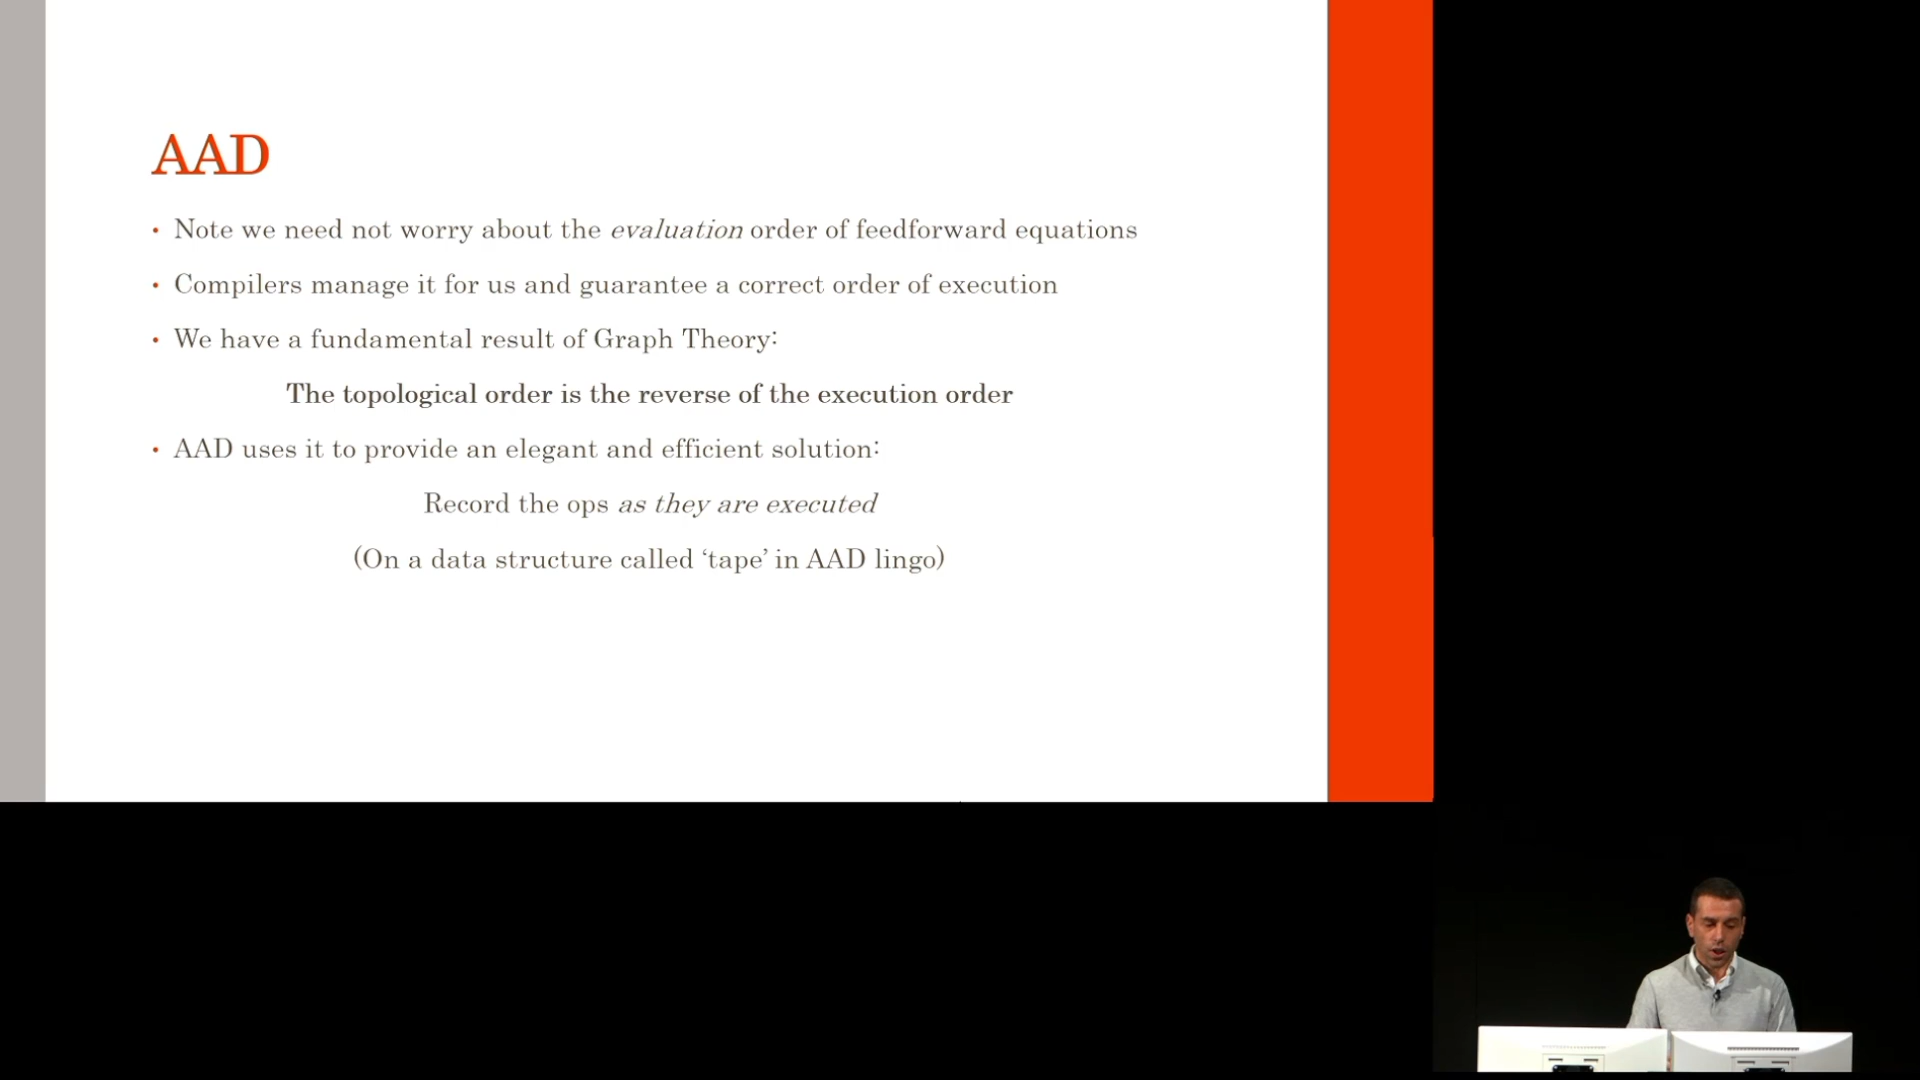 AAD
• Note we need not worry about the evaluation order of feedforward equations
• Compilers manage it for us and guarantee a correct order of execution
• We have a fundamental result of Graph Theory:
The topological order is the reverse of the execution order
• AAD uses it to provide an elegant and efficient solution:
Record the ops as they are executed
(On a data structure called ‘tape’ in AAD lingo)